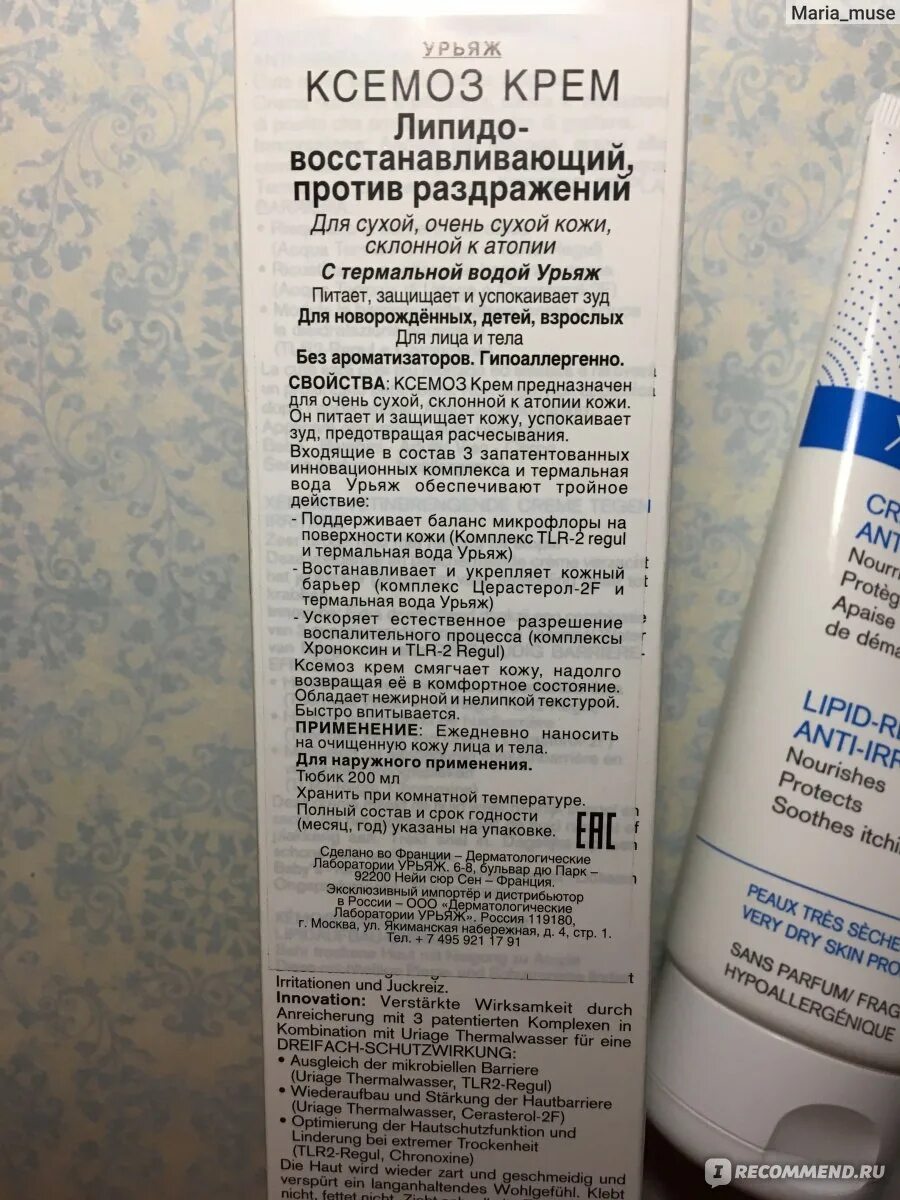 Maria_muse
УРЬЯЖ
КСЕМОЗ КРЕМ
Липидо-
восстанавливающий,
против раздражений
Для сухой, очень сухой кожи,
склонной к атопии
С термальной водой Урьяж
Питает, защищает и успокаивает зуд
Для новорождённых, детей, взрослых
Для лица и тела
Без ароматизаторов. Гипоаллергенно.
СВОЙСТВА: КСЕМОЗ Крем предназначен
для очень сухой, склонной к атопии кожи.
Он питает и защищает кожу, успокаивает
зуд, предотвращая расчесывания.
Входящие в состав 3 запатентованных
инновационных комплекса и термальная
вода Урьяж обеспечивают тройное
действие:
- Поддерживает баланс микрофлоры на
поверхности кожи (Комплекс TLR-2 regul
и термальная вода Урьяж)
- Востанавливает и укрепляет кожный
барьер (комплекс Церастерол-2F и
термальная вода Урьяж)
- Ускоряет естественное разрешение
воспалительного процесса (комплексы
Хроноксин и TLR-2 Regul)
Ксемоз крем смягчает кожу, надолго
возвращая её в комфортное состояние.
Обладает нежирной и нелипкой текстурой.
Быстро впитывается.
ПРИМЕНЕНИЕ: Ежедневно наносить
на очищенную кожу лица и тела.
Для наружного применения.
Тюбик 200 мл
Хранить при комнатной температуре.
Полный состав и срок годности
(месяц, год) указаны на упаковке.
EAC
Сделано во Франции – Дерматологические
Лаборатории УРЬЯЖ. 6-8, бульвар дю Парк –
92200 Нейи сюр Сен – Франция.
Эксклюзивный импортёр и дистрибьютор
в России – ООО «Дерматологические
Лаборатории УРЬЯЖ». Россия 119180,
г. Москва, ул. Якиманская набережная, д. 4, стр. 1.
Тел. + 7 495 921 17 91
Irritationen und Juckreiz.
Innovation: Verstärkte Wirksamkeit durch
Anreicherung mit 3 patentierten Komplexen in
Kombination mit Uriage Thermalwasser für eine
DREIFACH-SCHUTZWIRKUNG:
• Ausgleich der mikrobiellen Barriere
(Uriage Thermalwasser, TLR2-Regul)
• Wiederaufbau und Stärkung der Hautbarriere
(Uriage Thermalwasser, Cerasterol-2F)
• Optimierung der Hautschutzfunktion und
Linderung bei extremer Trockenheit
(TLR2-Regul, Chronoxine)
Die Haut wird wieder zart und geschmeidig und
verspürt ein langanhaltendes Wohlgefühl. Klebt
nicht, fettet nicht.
X
CR
ANT
Nourr
Protèg
Apaise
de déma
LIPID-RE
ANTI-IRR
Nourishes
Protects
Soothes itchi
PEAUX TRÈS SÈCHE
VERY DRY SKIN PRO
SANS PARFUM/ FRAG
HYPOALLERGÉNIQUE
IRECOMMEND.RU